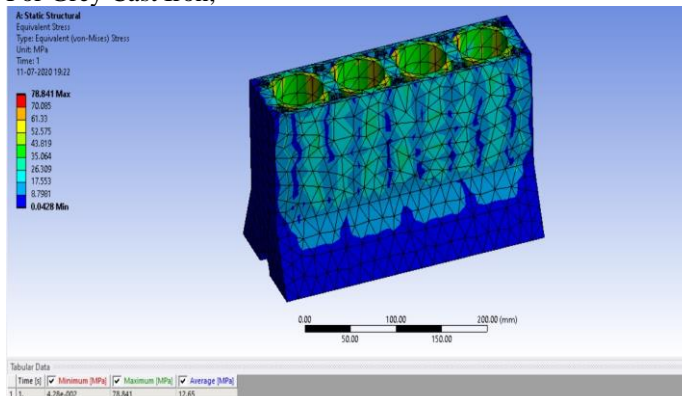 For Grey Cast Iron,
A: Static Structural
Equivalent Stress
Type: Equivalent (von-Mises) Stress
Unit: MPa
Time: 1
11-07-2020 19:22
78.841 Max
70.085
61.33
52.575
43.819
35.064
26.309
17.553
8.7981
0.0428 Min
0.00 100.00 200.00 (mm)
50.00 150.00
Tabular Data
Time [s] Minimum [MPa] Maximum [MPa] Average [MPa]
1 1. 4.28e-002 78.841 12.65